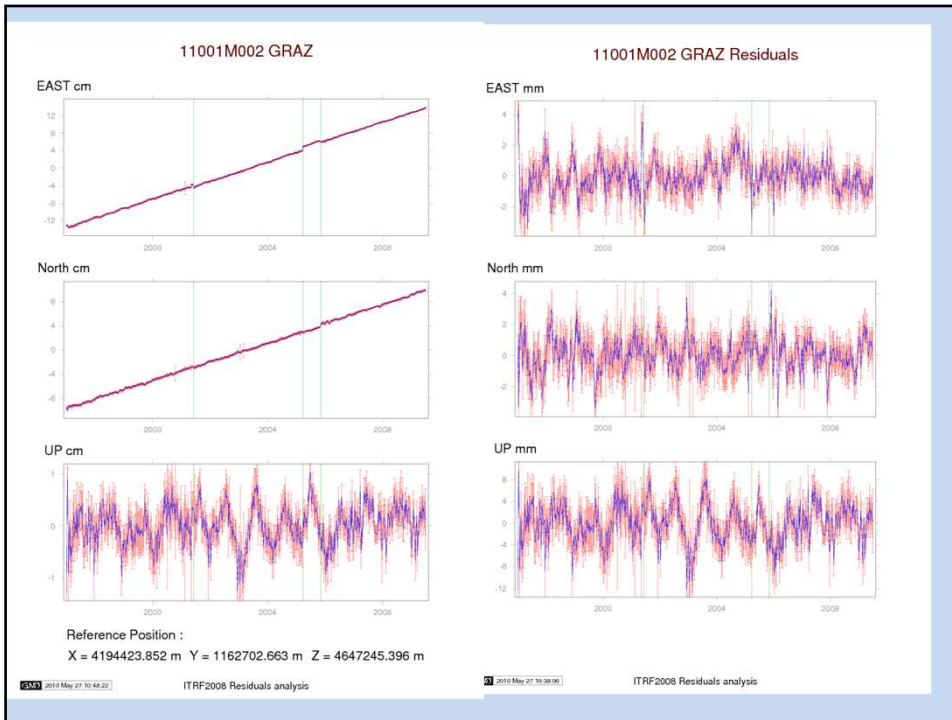 11001M002 GRAZ
EAST cm
12
8
4
0
-4
-8
-12
2000 2004 2008
North cm
8
4
0
-4
-8
2000 2004 2008
UP cm
1
0
-1
2000 2004 2008
Reference Position :
X = 4194423.852 m Y = 1162702.663 m Z = 4647245.396 m
GMD 2010 May 27 10:48:22 ITRF2008 Residuals analysis
11001M002 GRAZ Residuals
EAST mm
4
2
0
-2
2000 2004 2008
North mm
4
2
0
-2
2000 2004 2008
UP mm
8
4
0
-4
-8
-12
2000 2004 2008
2010 May 27 10:38:06 ITRF2008 Residuals analysis